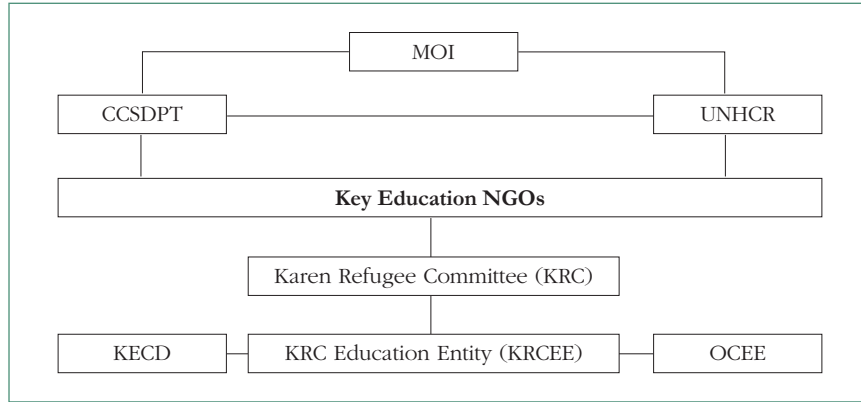 MOI
CCSDPT
UNHCR
Key Education NGOs
Karen Refugee Committee (KRC)
KECD
KRC Education Entity (KRCEE)
OCEE